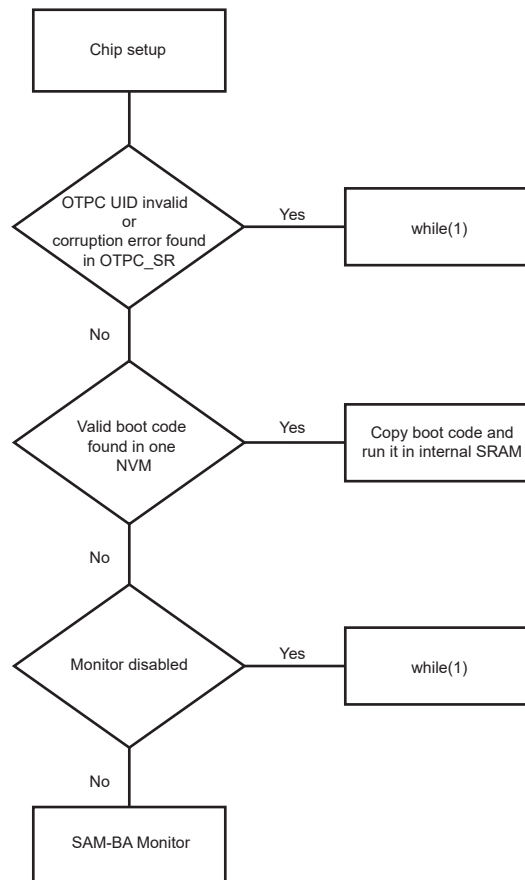 Chip setup
OTPC UID invalid
or
corruption error found
in OTPC_SR
Yes
while(1)
No
Valid boot code
found in one
NVM
Yes
Copy boot code and
run it in internal SRAM
No
Monitor disabled
Yes
while(1)
No
SAM-BA Monitor